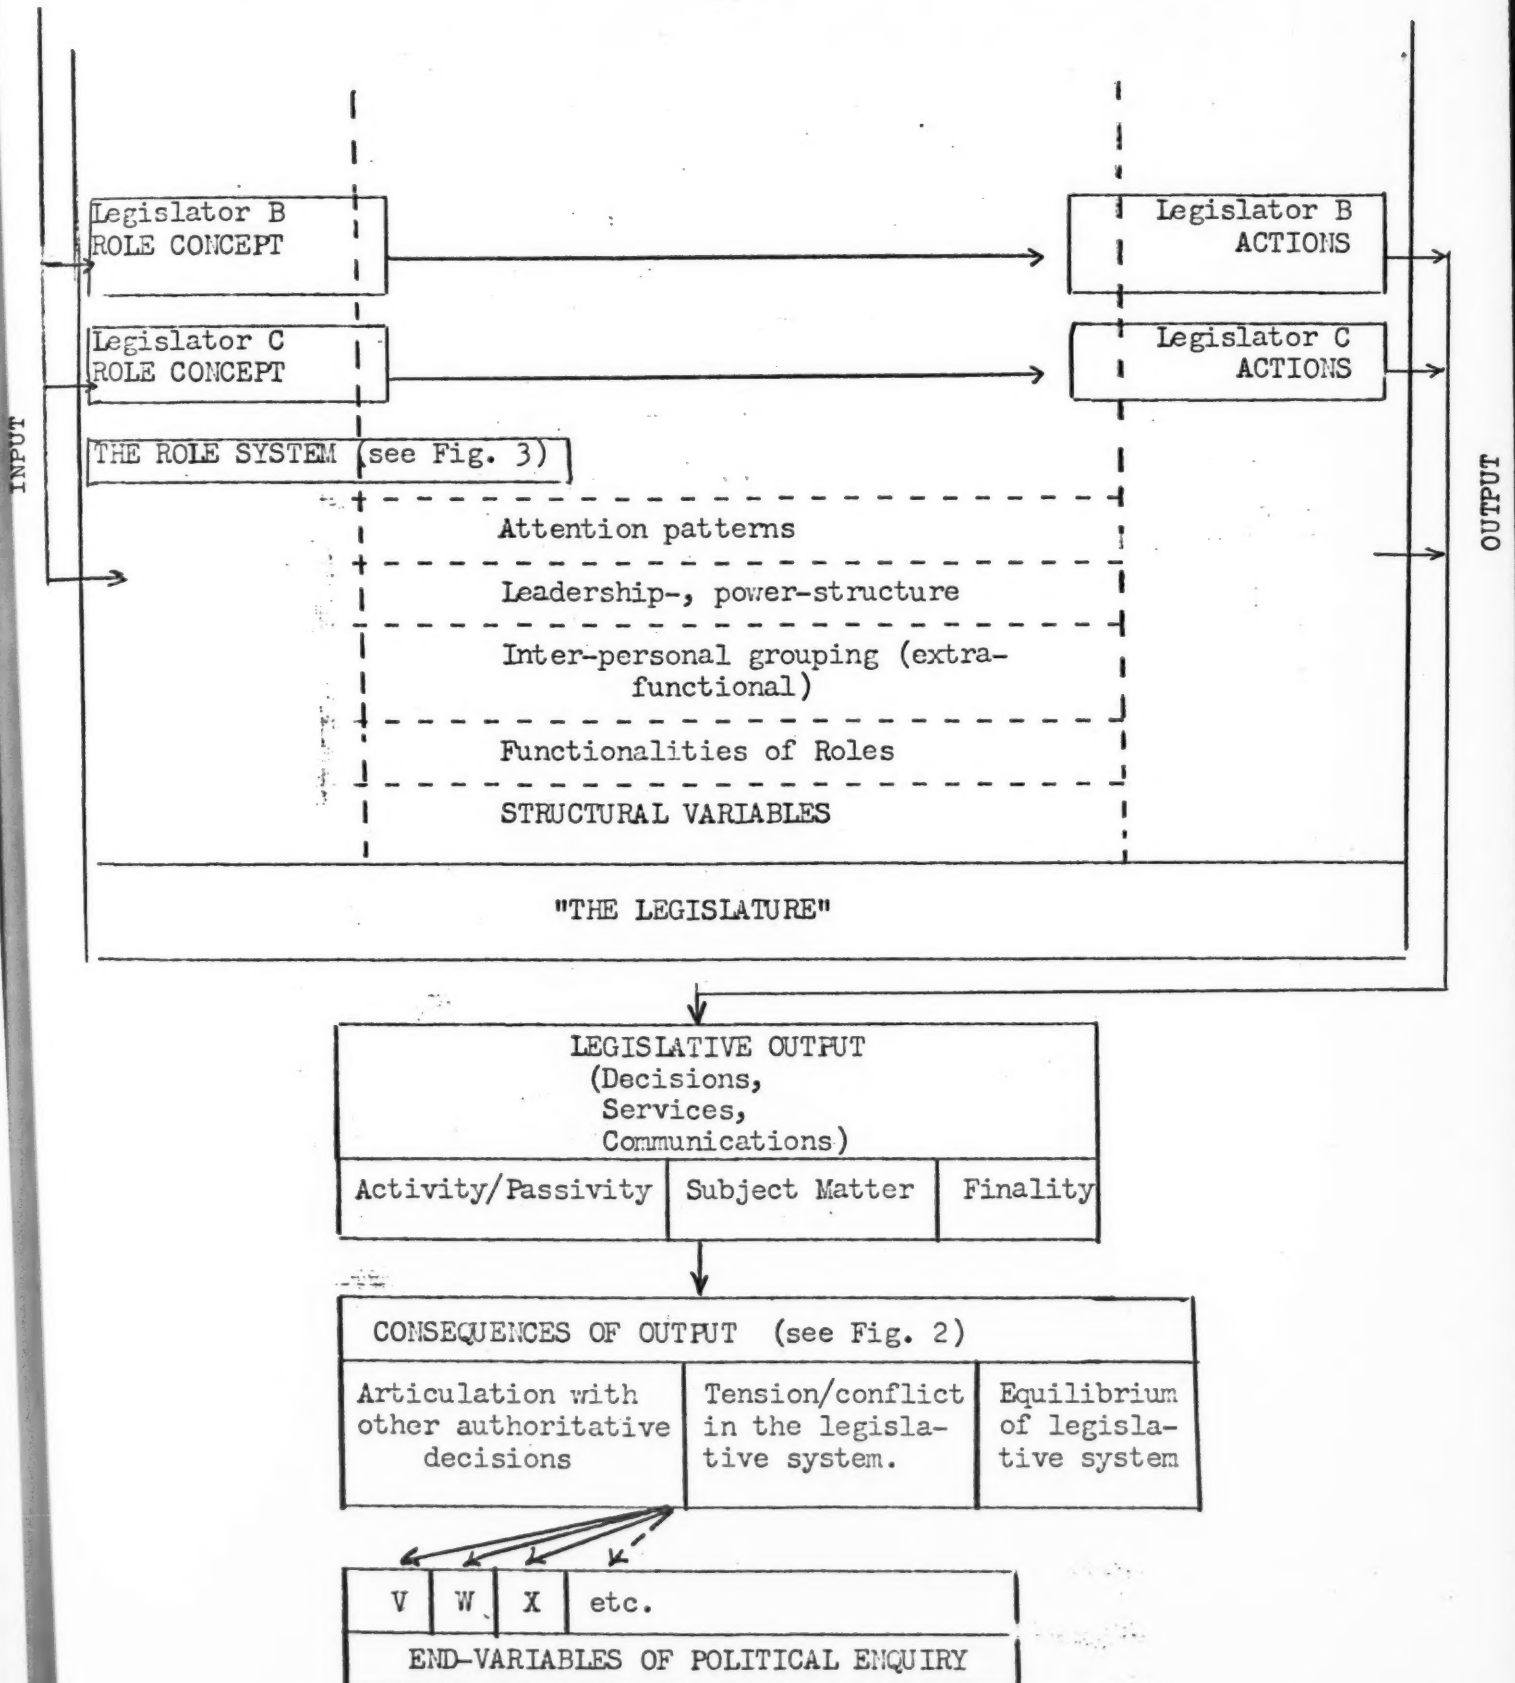 Legislator B
ROLE CONCEPT
Legislator B
ACTIONS
Legislator C
ROLE CONCEPT
Legislator C
ACTIONS
INPUT
THE ROLE SYSTEM (see Fig. 3)
OUTPUT
Attention patterns
Leadership-, power-structure
Inter-personal grouping (extra-
functional)
Functionalities of Roles
STRUCTURAL VARIABLES
"THE LEGISLATURE"
LEGISLATIVE OUTPUT
(Decisions,
Services,
Communications)
Activity/Passivity
Subject Matter
Finality
CONSEQUENCES OF OUTPUT (see Fig. 2)
Articulation with
other authoritative
decisions
Tension/conflict
in the legisla-
tive system.
Equilibrium
of legisla-
tive system
V
W
X
etc.
END-VARIABLES OF POLITICAL ENQUIRY